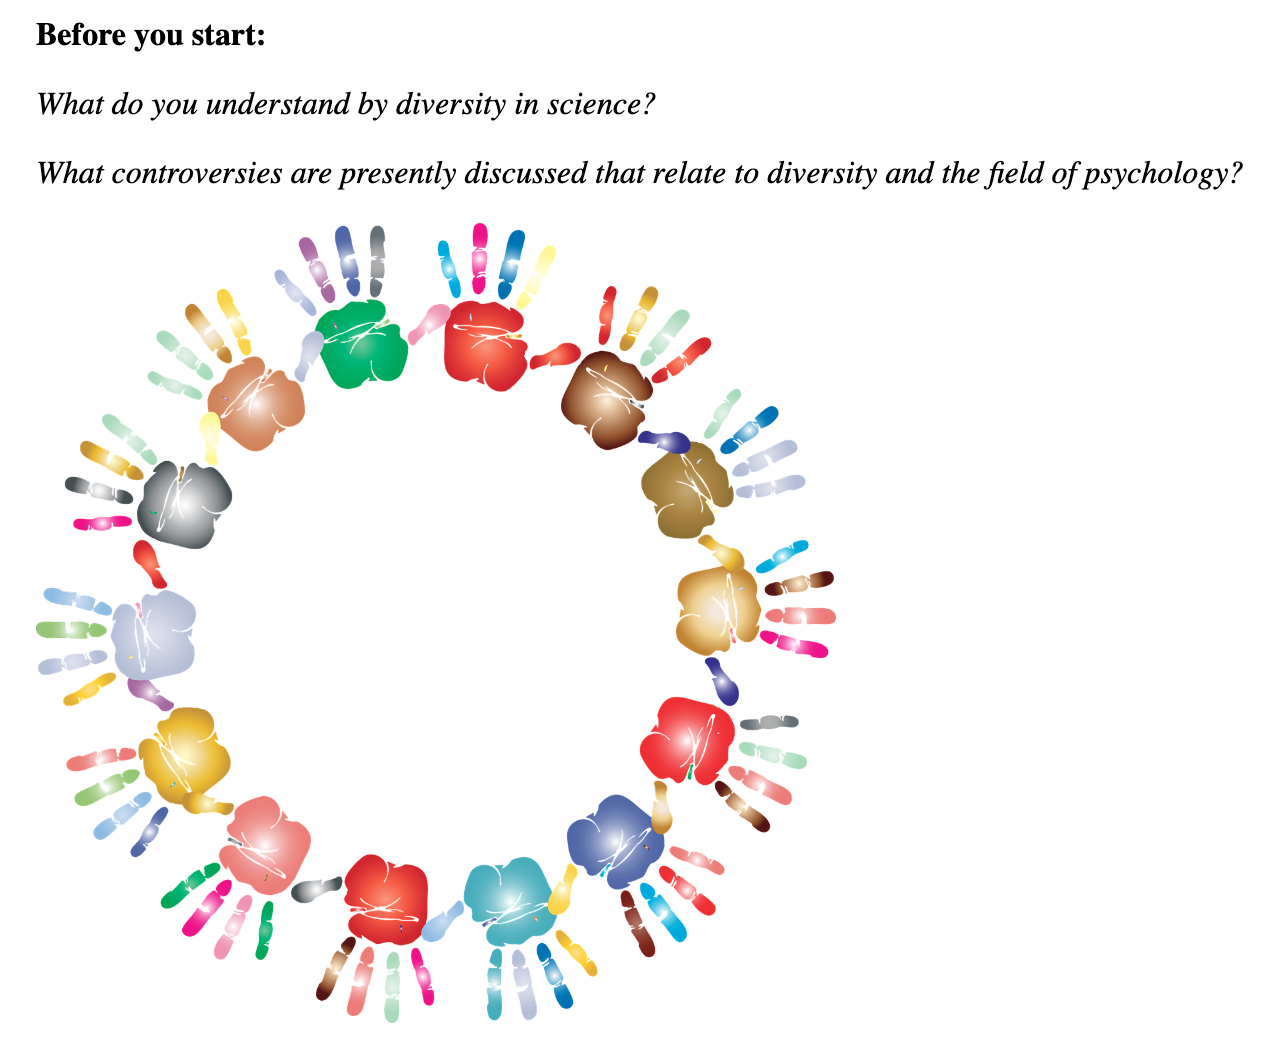 Before you start:
What do you understand by diversity in science?
What controversies are presently discussed that relate to diversity and the field of psychology?